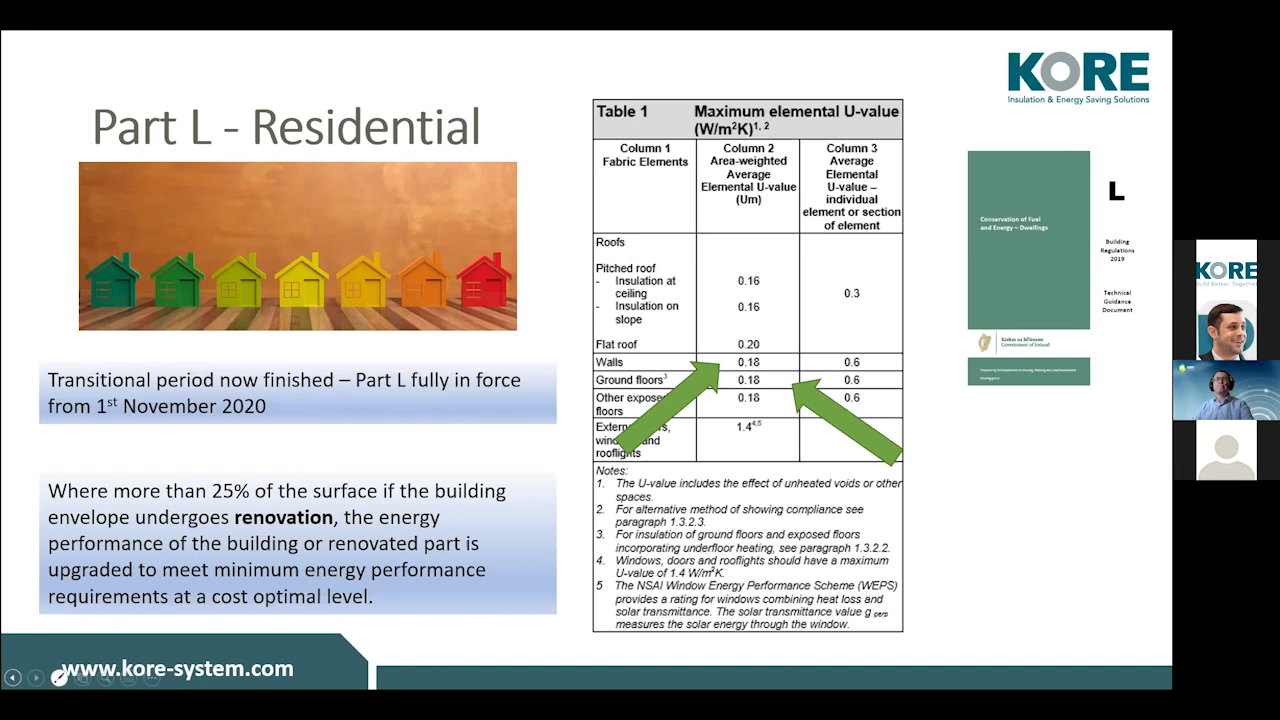 KORE
Insulation & Energy Saving Solutions
Part L - Residential
Transitional period now finished – Part L fully in force
from 1st November 2020
Where more than 25% of the surface if the building
envelope undergoes renovation, the energy
performance of the building or renovated part is
upgraded to meet minimum energy performance
requirements at a cost optimal level.
Table 1 Maximum elemental U-value
(W/m²K)1, 2
Column 1 Column 2 Column 3
Fabric Elements Area-weighted Average
Average Elemental
Elemental U-value U-value –
(Um) individual
element or section
of element
Roofs
Pitched roof
- Insulation at 0.16
ceiling 0.3
- Insulation on 0.16
slope
Flat roof 0.20
Walls 0.18 0.6
Ground floors3 0.18 0.6
Other expose 0.18 0.6
floors
Extern rs, 1.44,5
win and
rooflights
Notes:
1. The U-value includes the effect of unheated voids or other
spaces.
2. For alternative method of showing compliance see
paragraph 1.3.2.3.
3. For insulation of ground floors and exposed floors
incorporating underfloor heating, see paragraph 1.3.2.2.
4. Windows, doors and rooflights should have a maximum
U-value of 1.4 W/m²K.
5 The NSAI Window Energy Performance Scheme (WEPS)
provides a rating for windows combining heat loss and
solar transmittance. The solar transmittance value g perp
measures the solar energy through the window.
Conservation of Fuel
and Energy – Dwellings
L
Building
Regulations
2019
Technical
Guidance
Document
Rialtas na hÉireann
Government of Ireland
www.kore-system.com
KORE
Build Better Together